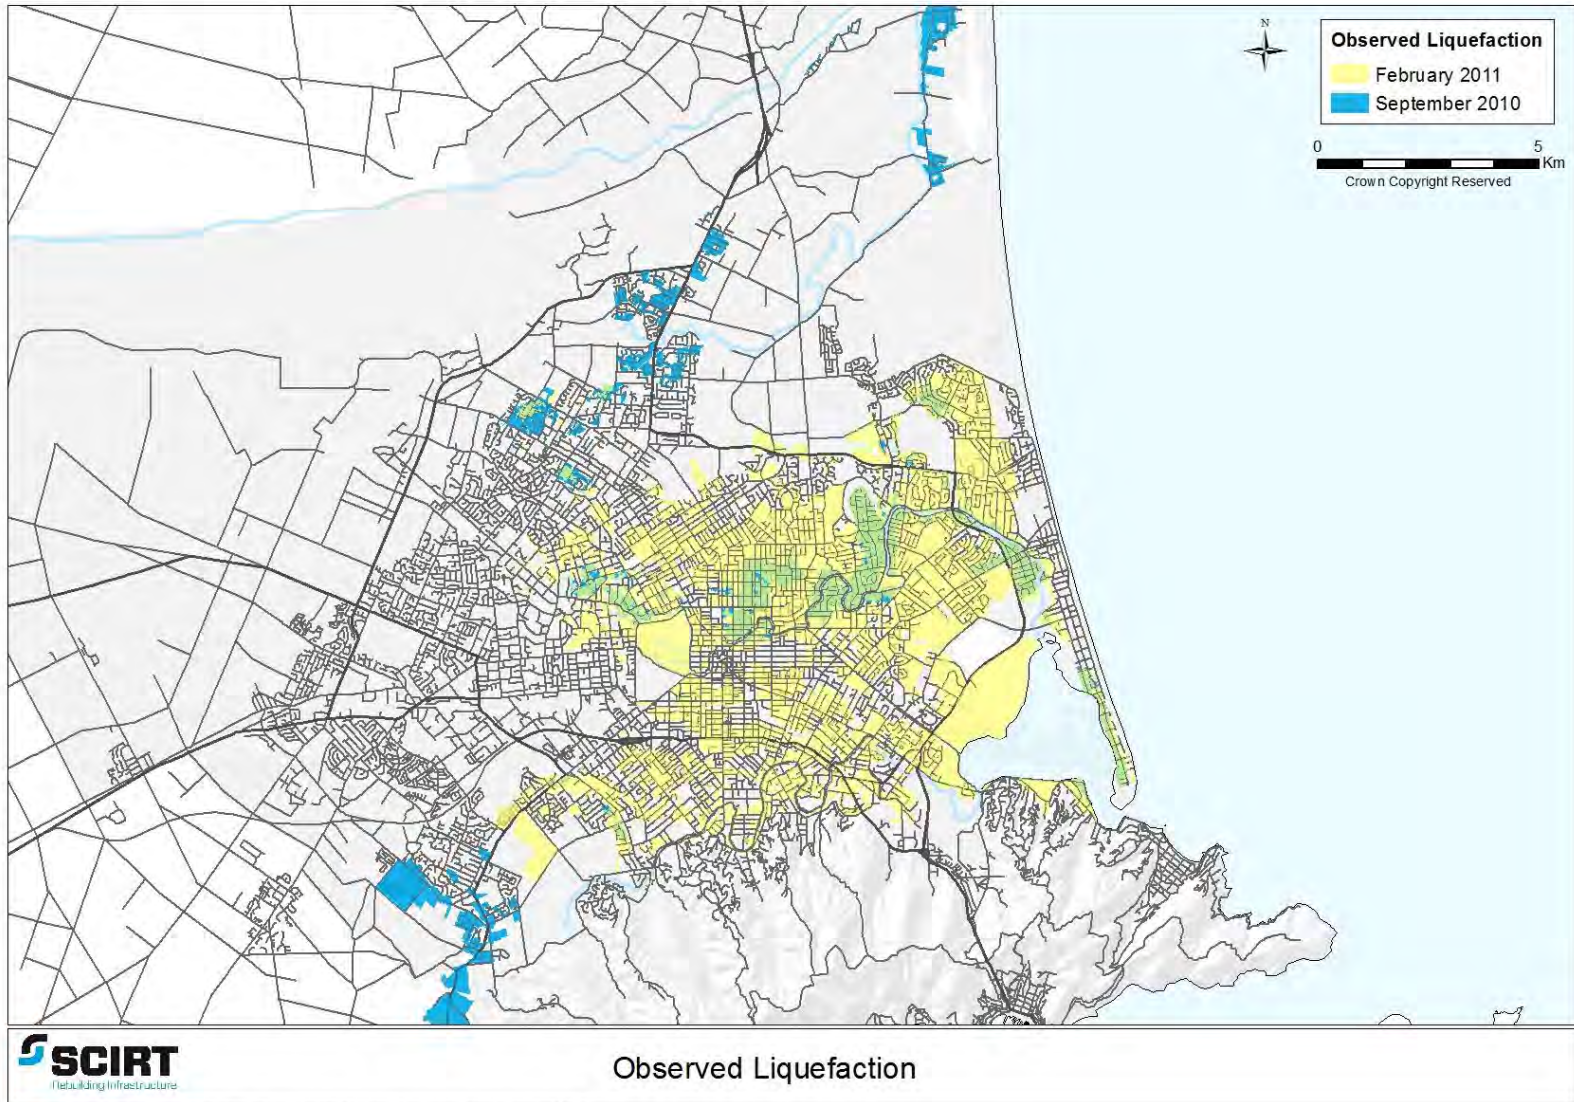 N
Observed Liquefaction
February 2011
September 2010
0 5
Km
Crown Copyright Reserved
SCIRT
Rebuilding Infrastructure
Observed Liquefaction